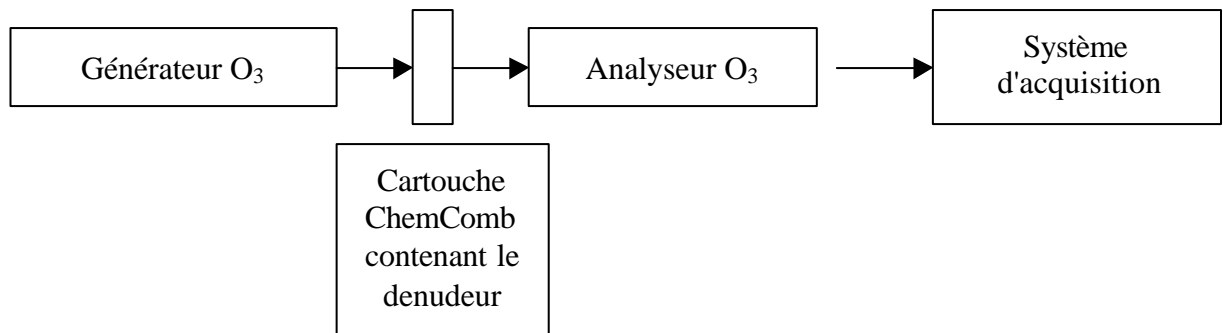 Générateur O₃
Analyseur O₃
Système
d'acquisition
Cartouche
ChemComb
contenant le
denudeur